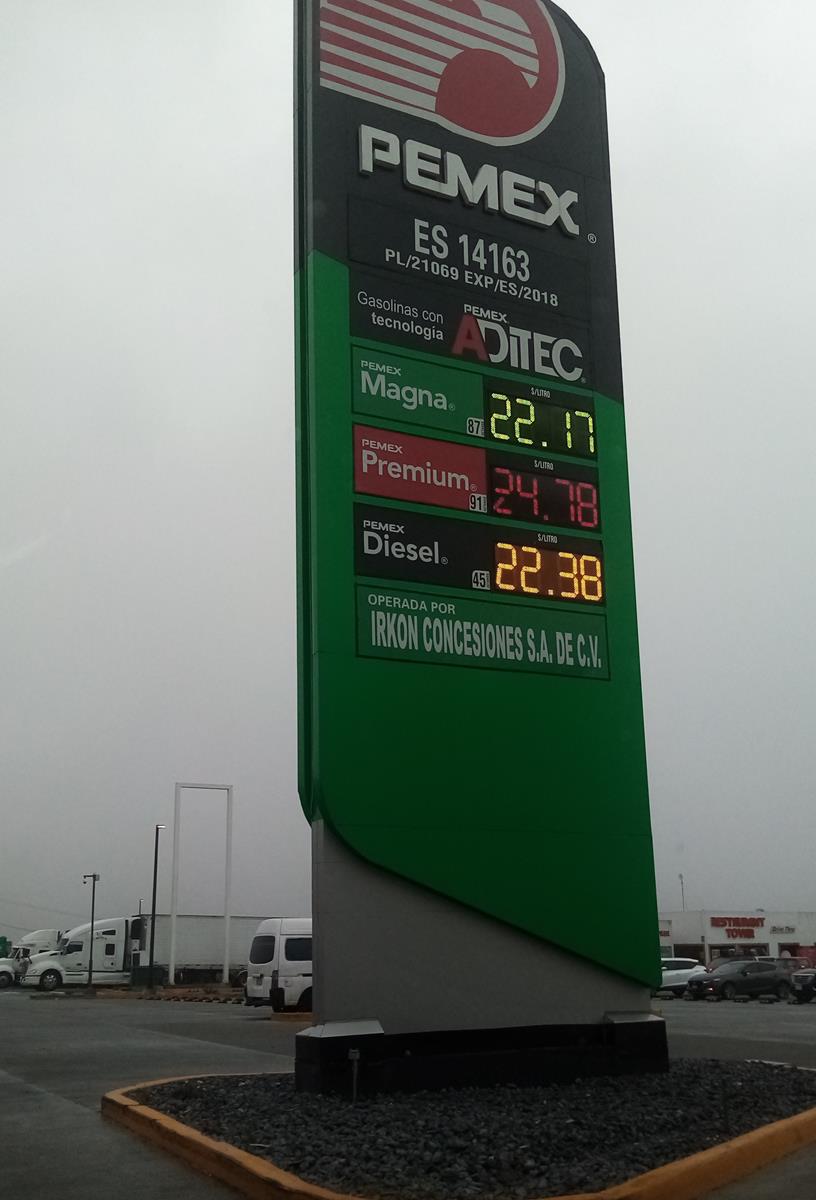 PEMEX®
ES 14163
PL/21069 EXP/ES/2018
Gasolinas con
tecnología
PEMEX
ADITEC®
PEMEX
Magna®
87
$/LITRO
22.17
PEMEX
Premium®
91
$/LITRO
24.78
PEMEX
Diesel®
45
$/LITRO
22.38
OPERADA POR
IRKON CONCESIONES S.A. DE C.V.
RESTAURANT
TOWER
Drive Thru